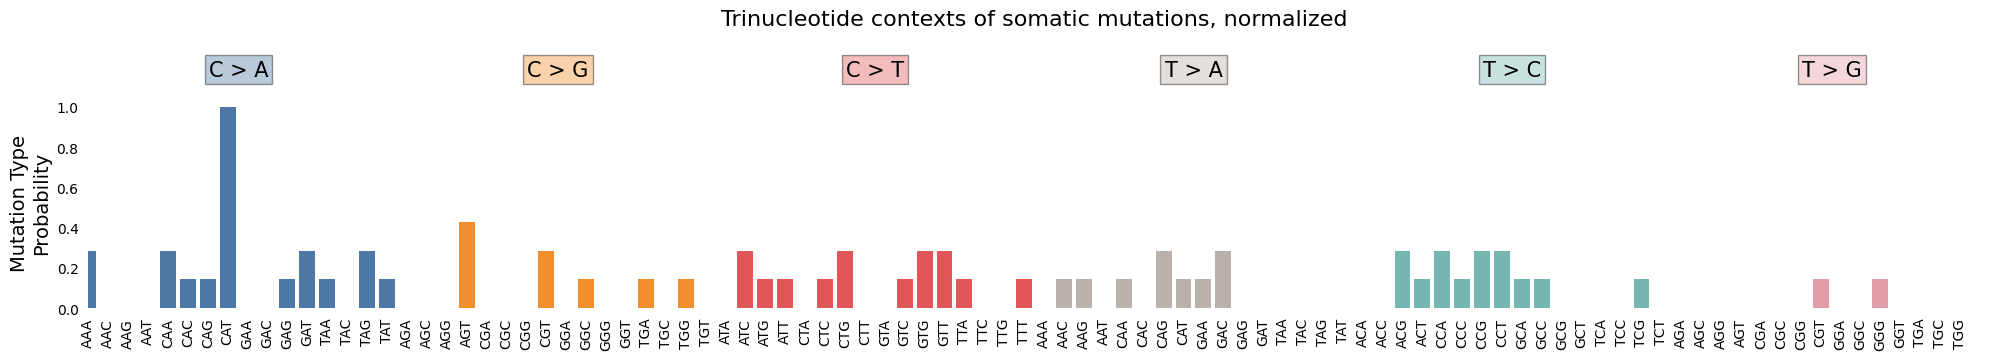 Trinucleotide contexts of somatic mutations, normalized
C > A
C > G
C > T
T > A
T > C
T > G
Mutation Type
Probability
1.0
0.8
0.6
0.4
0.2
0.0
AAA
AAC
AAG
AAT
CAA
CAC
CAG
CAT
GAA
GAC
GAG
GAT
TAA
TAC
TAG
TAT
AGA
AGC
AGG
AGT
CGA
CGC
CGG
CGT
GGA
GGC
GGG
GGT
TGA
TGC
TGG
TGT
ATA
ATC
ATG
ATT
CTA
CTC
CTG
CTT
GTA
GTC
GTG
GTT
TTA
TTC
TTG
TTT
AAA
AAC
AAG
AAT
CAA
CAC
CAG
CAT
GAA
GAC
GAG
GAT
TAA
TAC
TAG
TAT
ACA
ACC
ACG
ACT
CCA
CCC
CCG
CCT
GCA
GCC
GCG
GCT
TCA
TCC
TCG
TCT
AGA
AGC
AGG
AGT
CGA
CGC
CGG
CGT
GGA
GGC
GGG
GGT
TGA
TGC
TGG